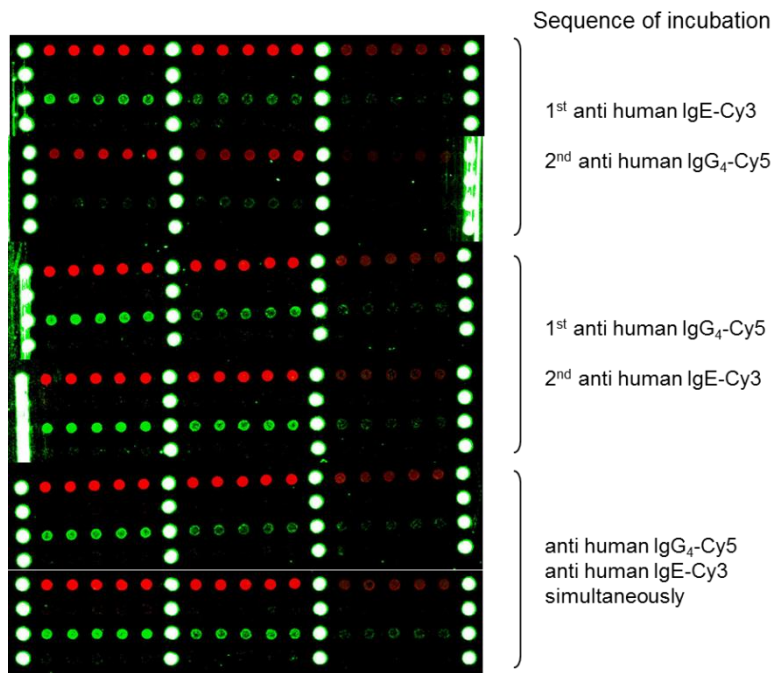 Sequence of incubation
1st anti human IgE-Cy3
2nd anti human IgG4-Cy5
1st anti human IgG4-Cy5
2nd anti human IgE-Cy3
anti human IgG4-Cy5
anti human IgE-Cy3
simultaneously